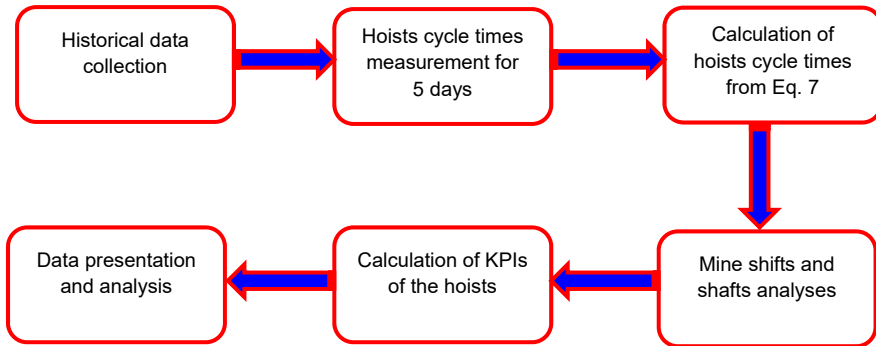 Historical data
collection
Hoists cycle times
measurement for
5 days
Calculation of
hoists cycle times
from Eq. 7
Mine shifts and
shafts analyses
Calculation of KPIs
of the hoists
Data presentation
and analysis